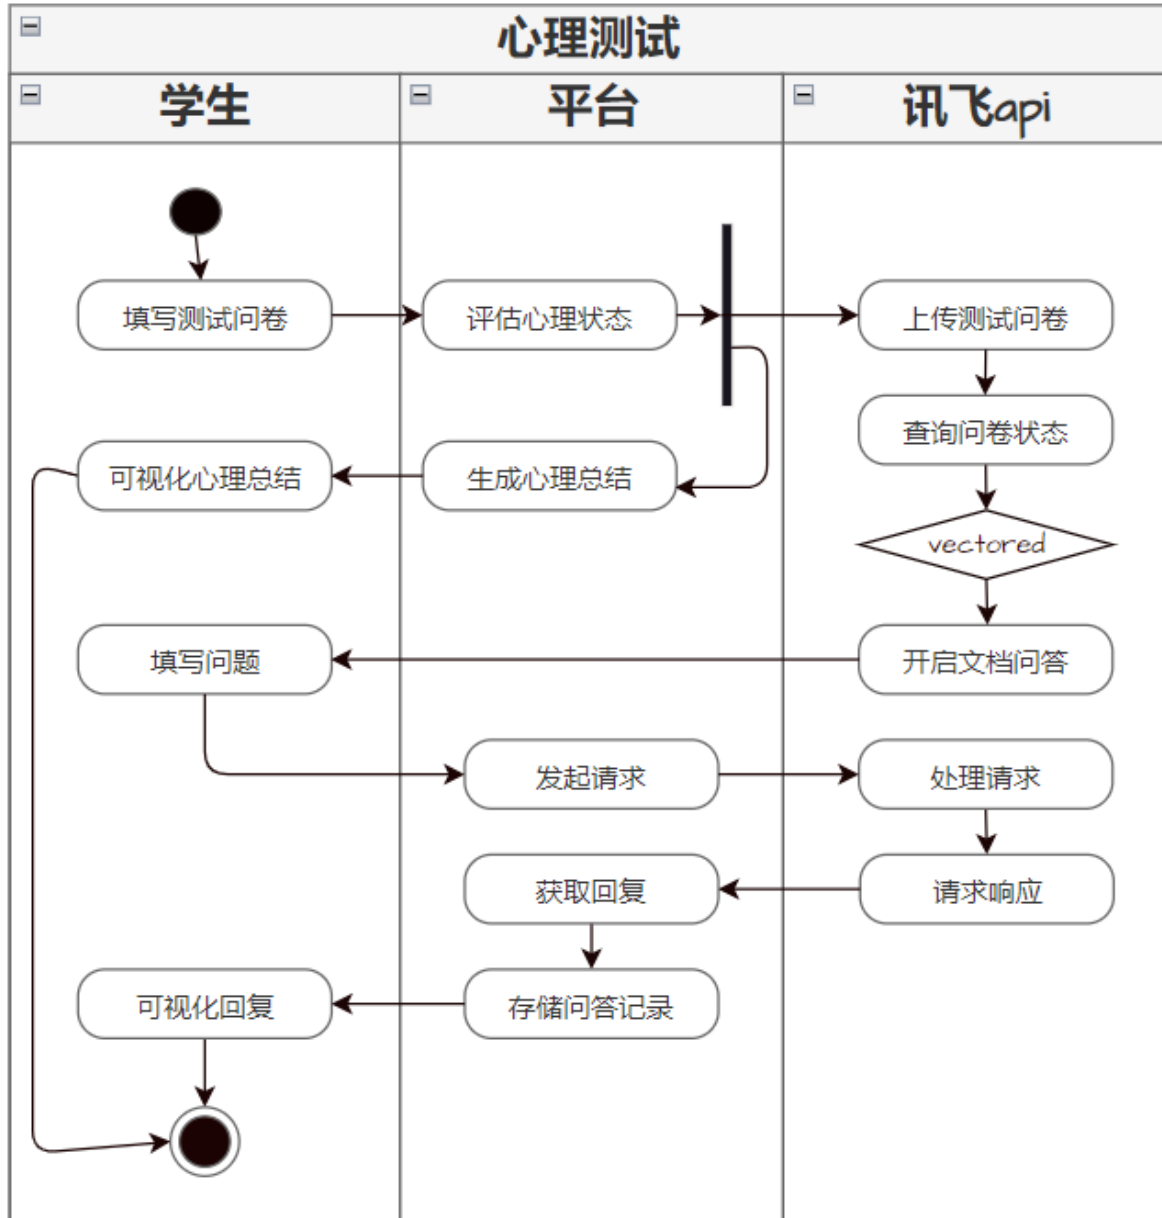 心理测试
学生
平台
讯飞api
填写测试问卷
评估心理状态
上传测试问卷
查询问卷状态
可视化心理总结
生成心理总结
vectored
填写问题
开启文档问答
发起请求
处理请求
获取回复
请求响应
可视化回复
存储问答记录